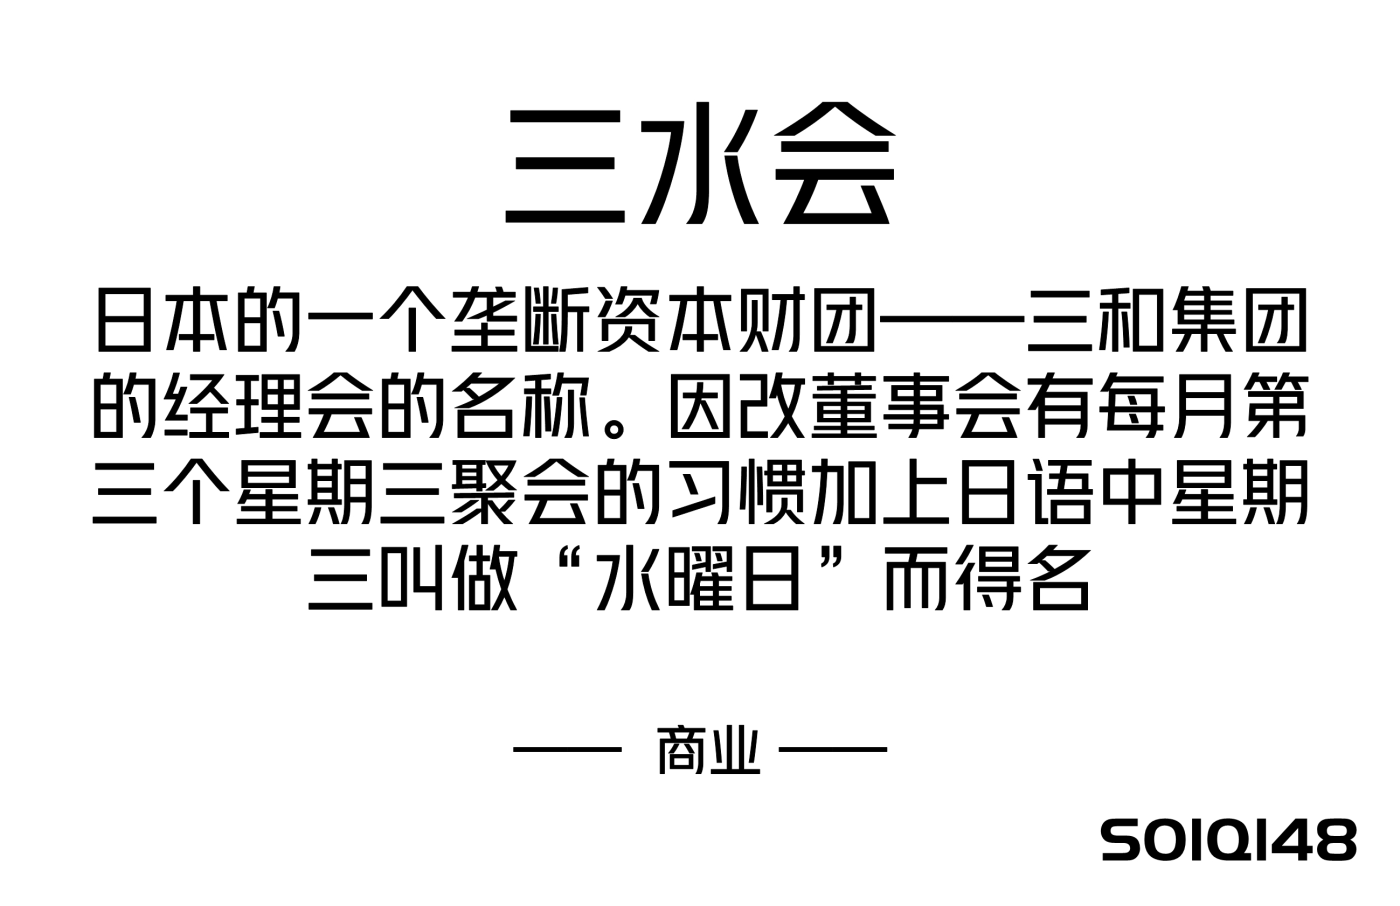 三水会
日本的一个垄断资本财团——三和集团
的经理会的名称。因改董事会有每月第
三个星期三聚会的习惯加上日语中星期
三叫做“水曜日”而得名
—— 商业 ——
SO1Q148